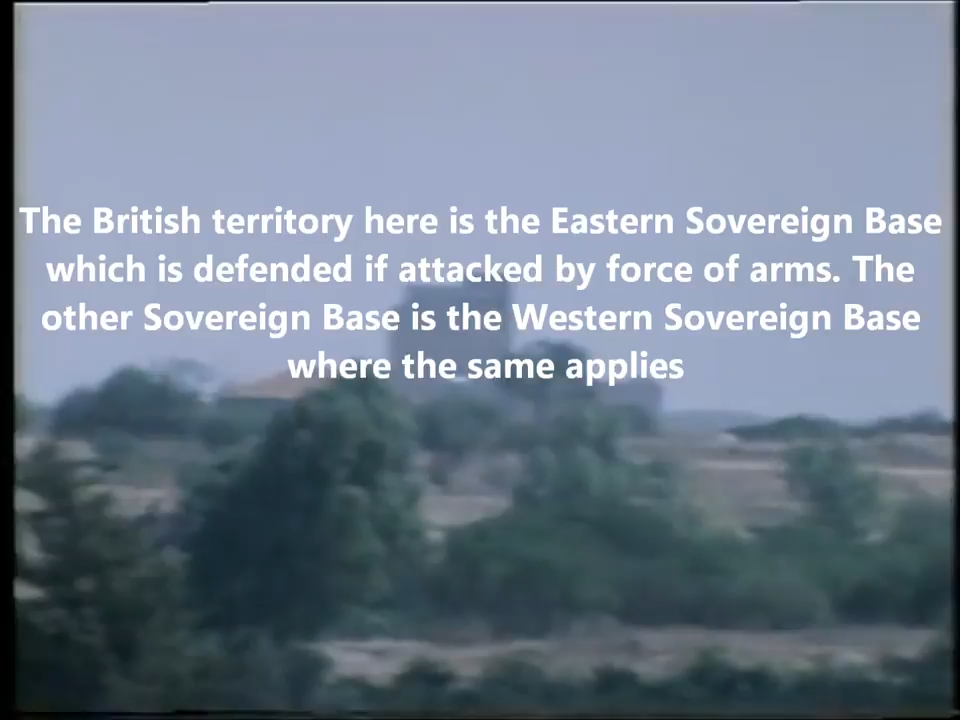 The British territory here is the Eastern Sovereign Base
which is defended if attacked by force of arms. The
other Sovereign Base is the Western Sovereign Base
where the same applies